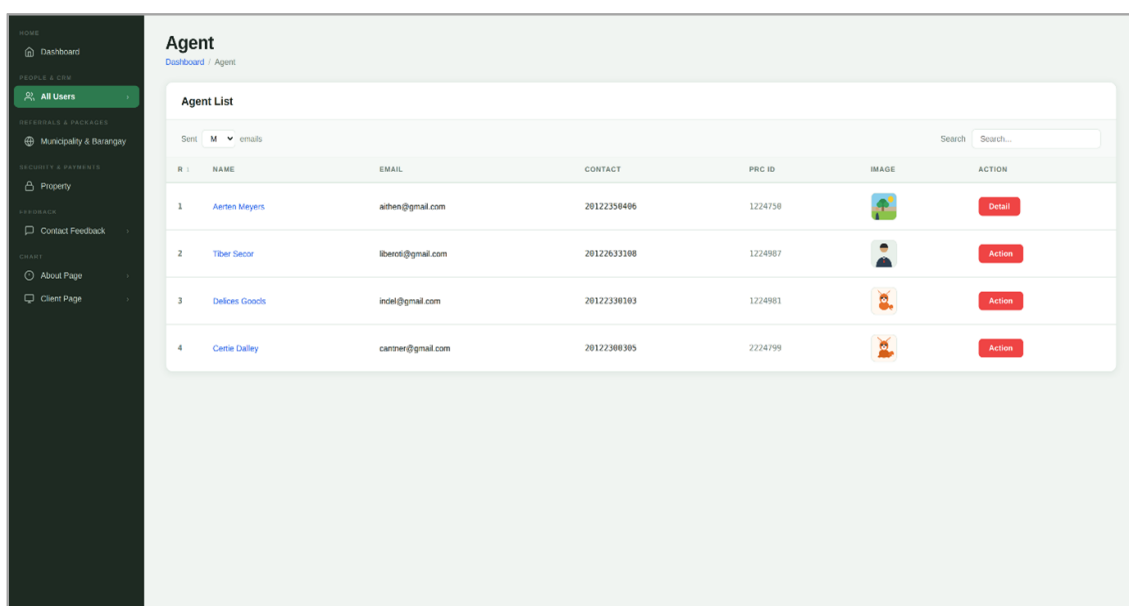 HOME
Dashboard
PEOPLE & CRM
All Users
REFERRALS & PACKAGES
Municipality & Barangay
SECURITY & PAYMENTS
Property
FEEDBACK
Contact Feedback
CHART
About Page
Client Page
Agent
Dashboard / Agent
Agent List
Sent M emails
Search Search...
R NAME EMAIL CONTACT PRC ID IMAGE ACTION
1 Aerten Meyers aithen@gmail.com 20122350406 1224750 Detail
2 Tiber Secor liberoti@gmail.com 20122633108 1224987 Action
3 Delices Goods indel@gmail.com 20122330103 1224981 Action
4 Certie Dalley cantner@gmail.com 20122300305 2224799 Action